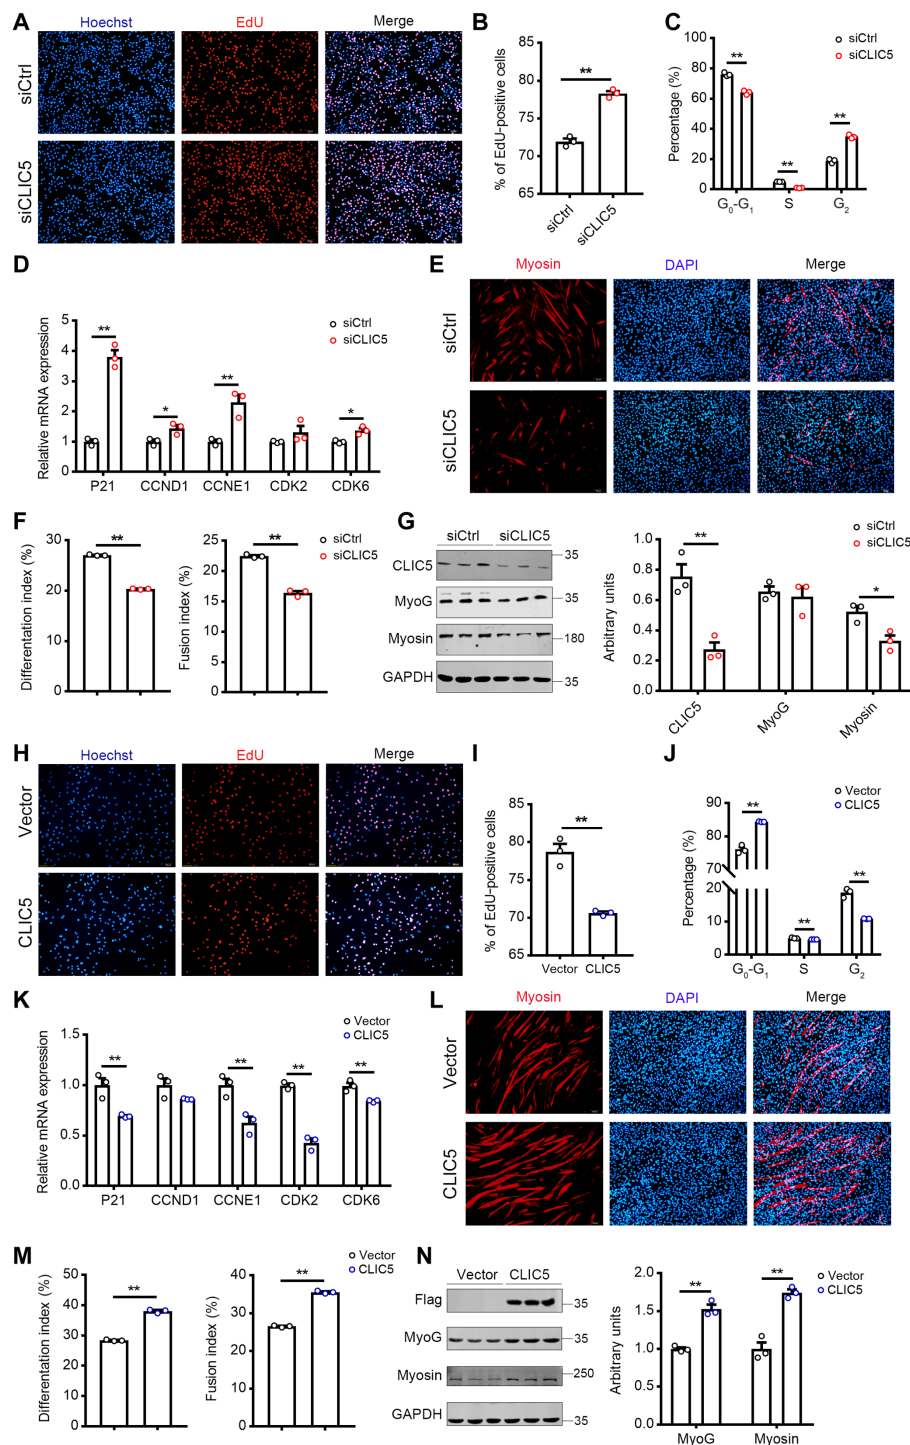 A
Hoechst
EdU
Merge
siCtrl
siCLIC5
B
% of EdU-positive cells
85
80
75
70
65
**
siCtrl
siCLIC5
C
siCtrl
siCLIC5
Percentage (%)
100
80
60
40
20
0
**
**
**
G0-G1
S
G2
D
siCtrl
siCLIC5
Relative mRNA expression
5
4
3
2
1
0
**
*
**
*
P21
CCND1
CCNE1
CDK2
CDK6
E
Myosin
DAPI
Merge
siCtrl
siCLIC5
F
Differentation index (%)
30
20
10
0
**
Fusion index (%)
25
20
15
10
5
0
**
siCtrl
siCLIC5
G
siCtrl
siCLIC5
CLIC5
35
MyoG
35
Myosin
180
GAPDH
35
Arbitrary units
1.0
0.8
0.6
0.4
0.2
0
**
*
siCtrl
siCLIC5
CLIC5
MyoG
Myosin
H
Hoechst
EdU
Merge
Vector
CLIC5
I
% of EdU-positive cells
85
80
75
70
65
**
Vector
CLIC5
J
Vector
CLIC5
Percentage (%)
90
80
70
20
10
0
**
**
**
G0-G1
S
G2
K
Vector
CLIC5
Relative mRNA expression
1.5
1.0
0.5
0
**
**
**
**
P21
CCND1
CCNE1
CDK2
CDK6
L
Myosin
DAPI
Merge
Vector
CLIC5
M
Differentation index (%)
50
40
30
20
10
0
**
Fusion index (%)
40
30
20
10
0
**
Vector
CLIC5
N
Vector
CLIC5
Flag
35
MyoG
35
Myosin
250
GAPDH
35
Arbitrary units
2.0
1.5
1.0
0.5
0
**
**
Vector
CLIC5
MyoG
Myosin